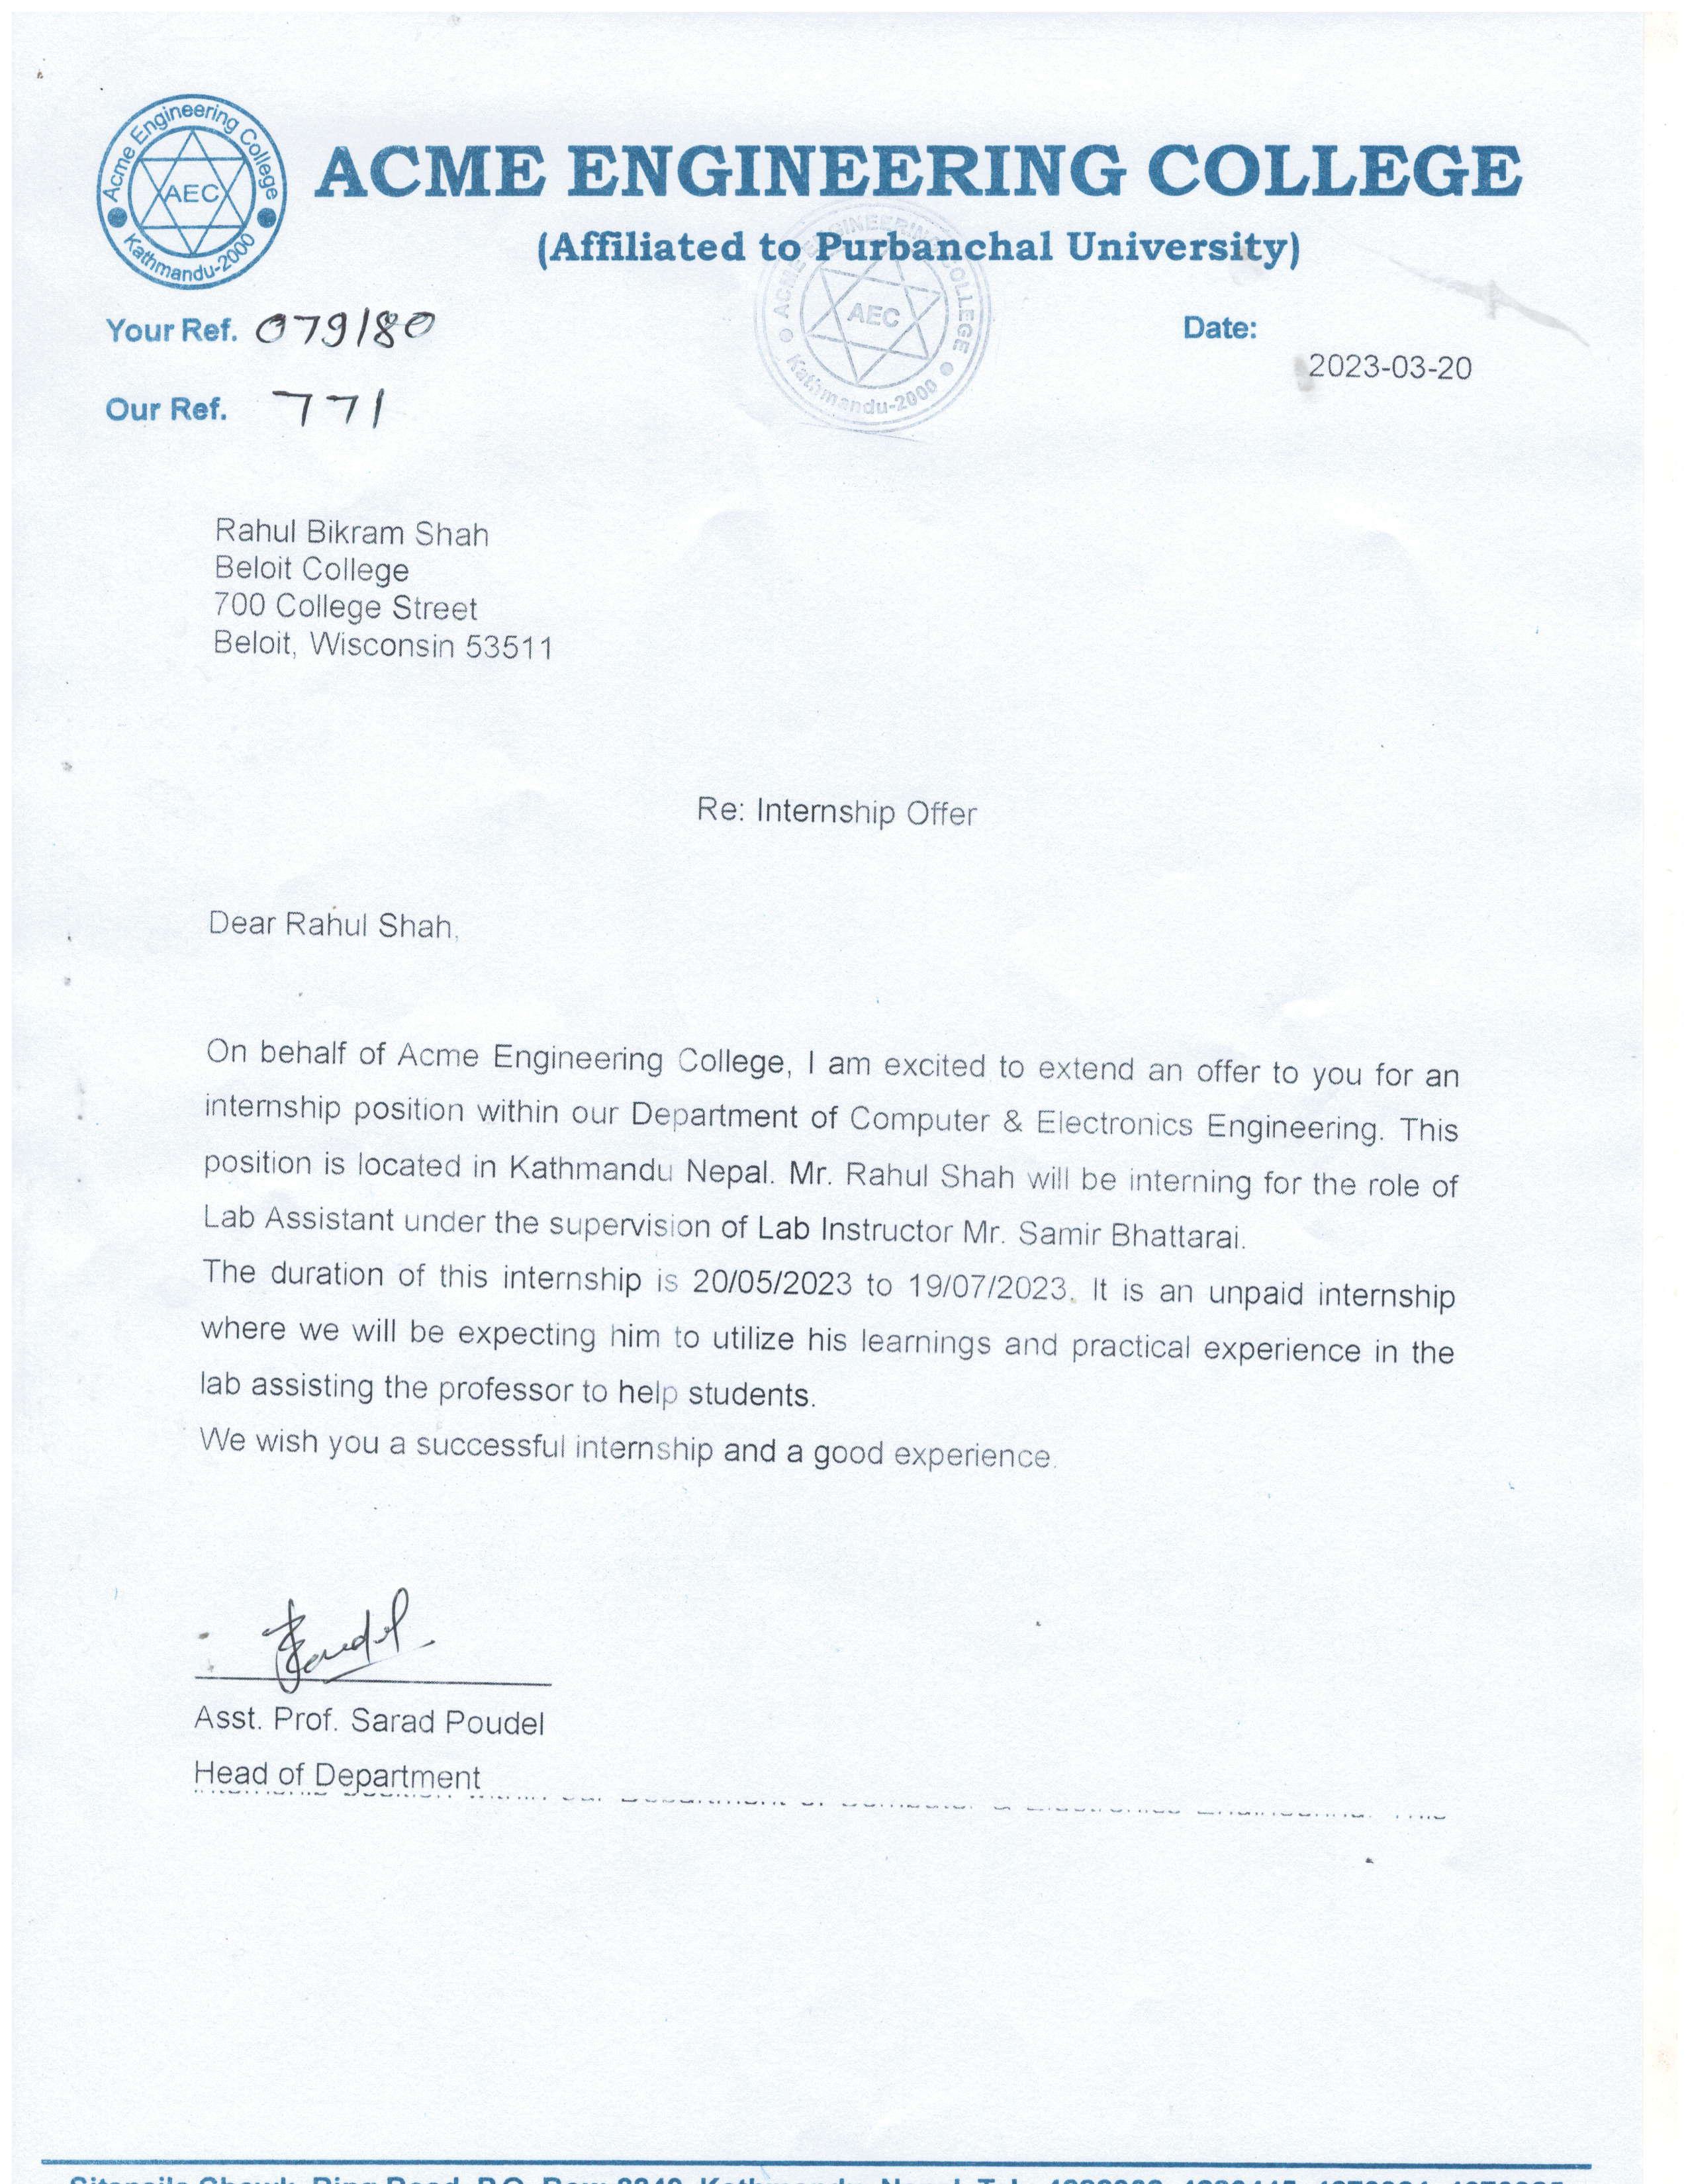 Acme Engineering College
AEC
Kathmandu-2000
ACME ENGINEERING COLLEGE
(Affiliated to Purbanchal University)
ACME ENGINEERING COLLEGE
AEC
Kathmandu-2000
Your Ref. 079/80
Date:
2023-03-20
Our Ref. 771
Rahul Bikram Shah
Beloit College
700 College Street
Beloit, Wisconsin 53511
Re: Internship Offer
Dear Rahul Shah,
On behalf of Acme Engineering College, I am excited to extend an offer to you for an
internship position within our Department of Computer & Electronics Engineering. This
position is located in Kathmandu Nepal. Mr. Rahul Shah will be interning for the role of
Lab Assistant under the supervision of Lab Instructor Mr. Samir Bhattarai.
The duration of this internship is 20/05/2023 to 19/07/2023. It is an unpaid internship
where we will be expecting him to utilize his learnings and practical experience in the
lab assisting the professor to help students.
We wish you a successful internship and a good experience.
Poudel
Asst. Prof. Sarad Poudel
Head of Department